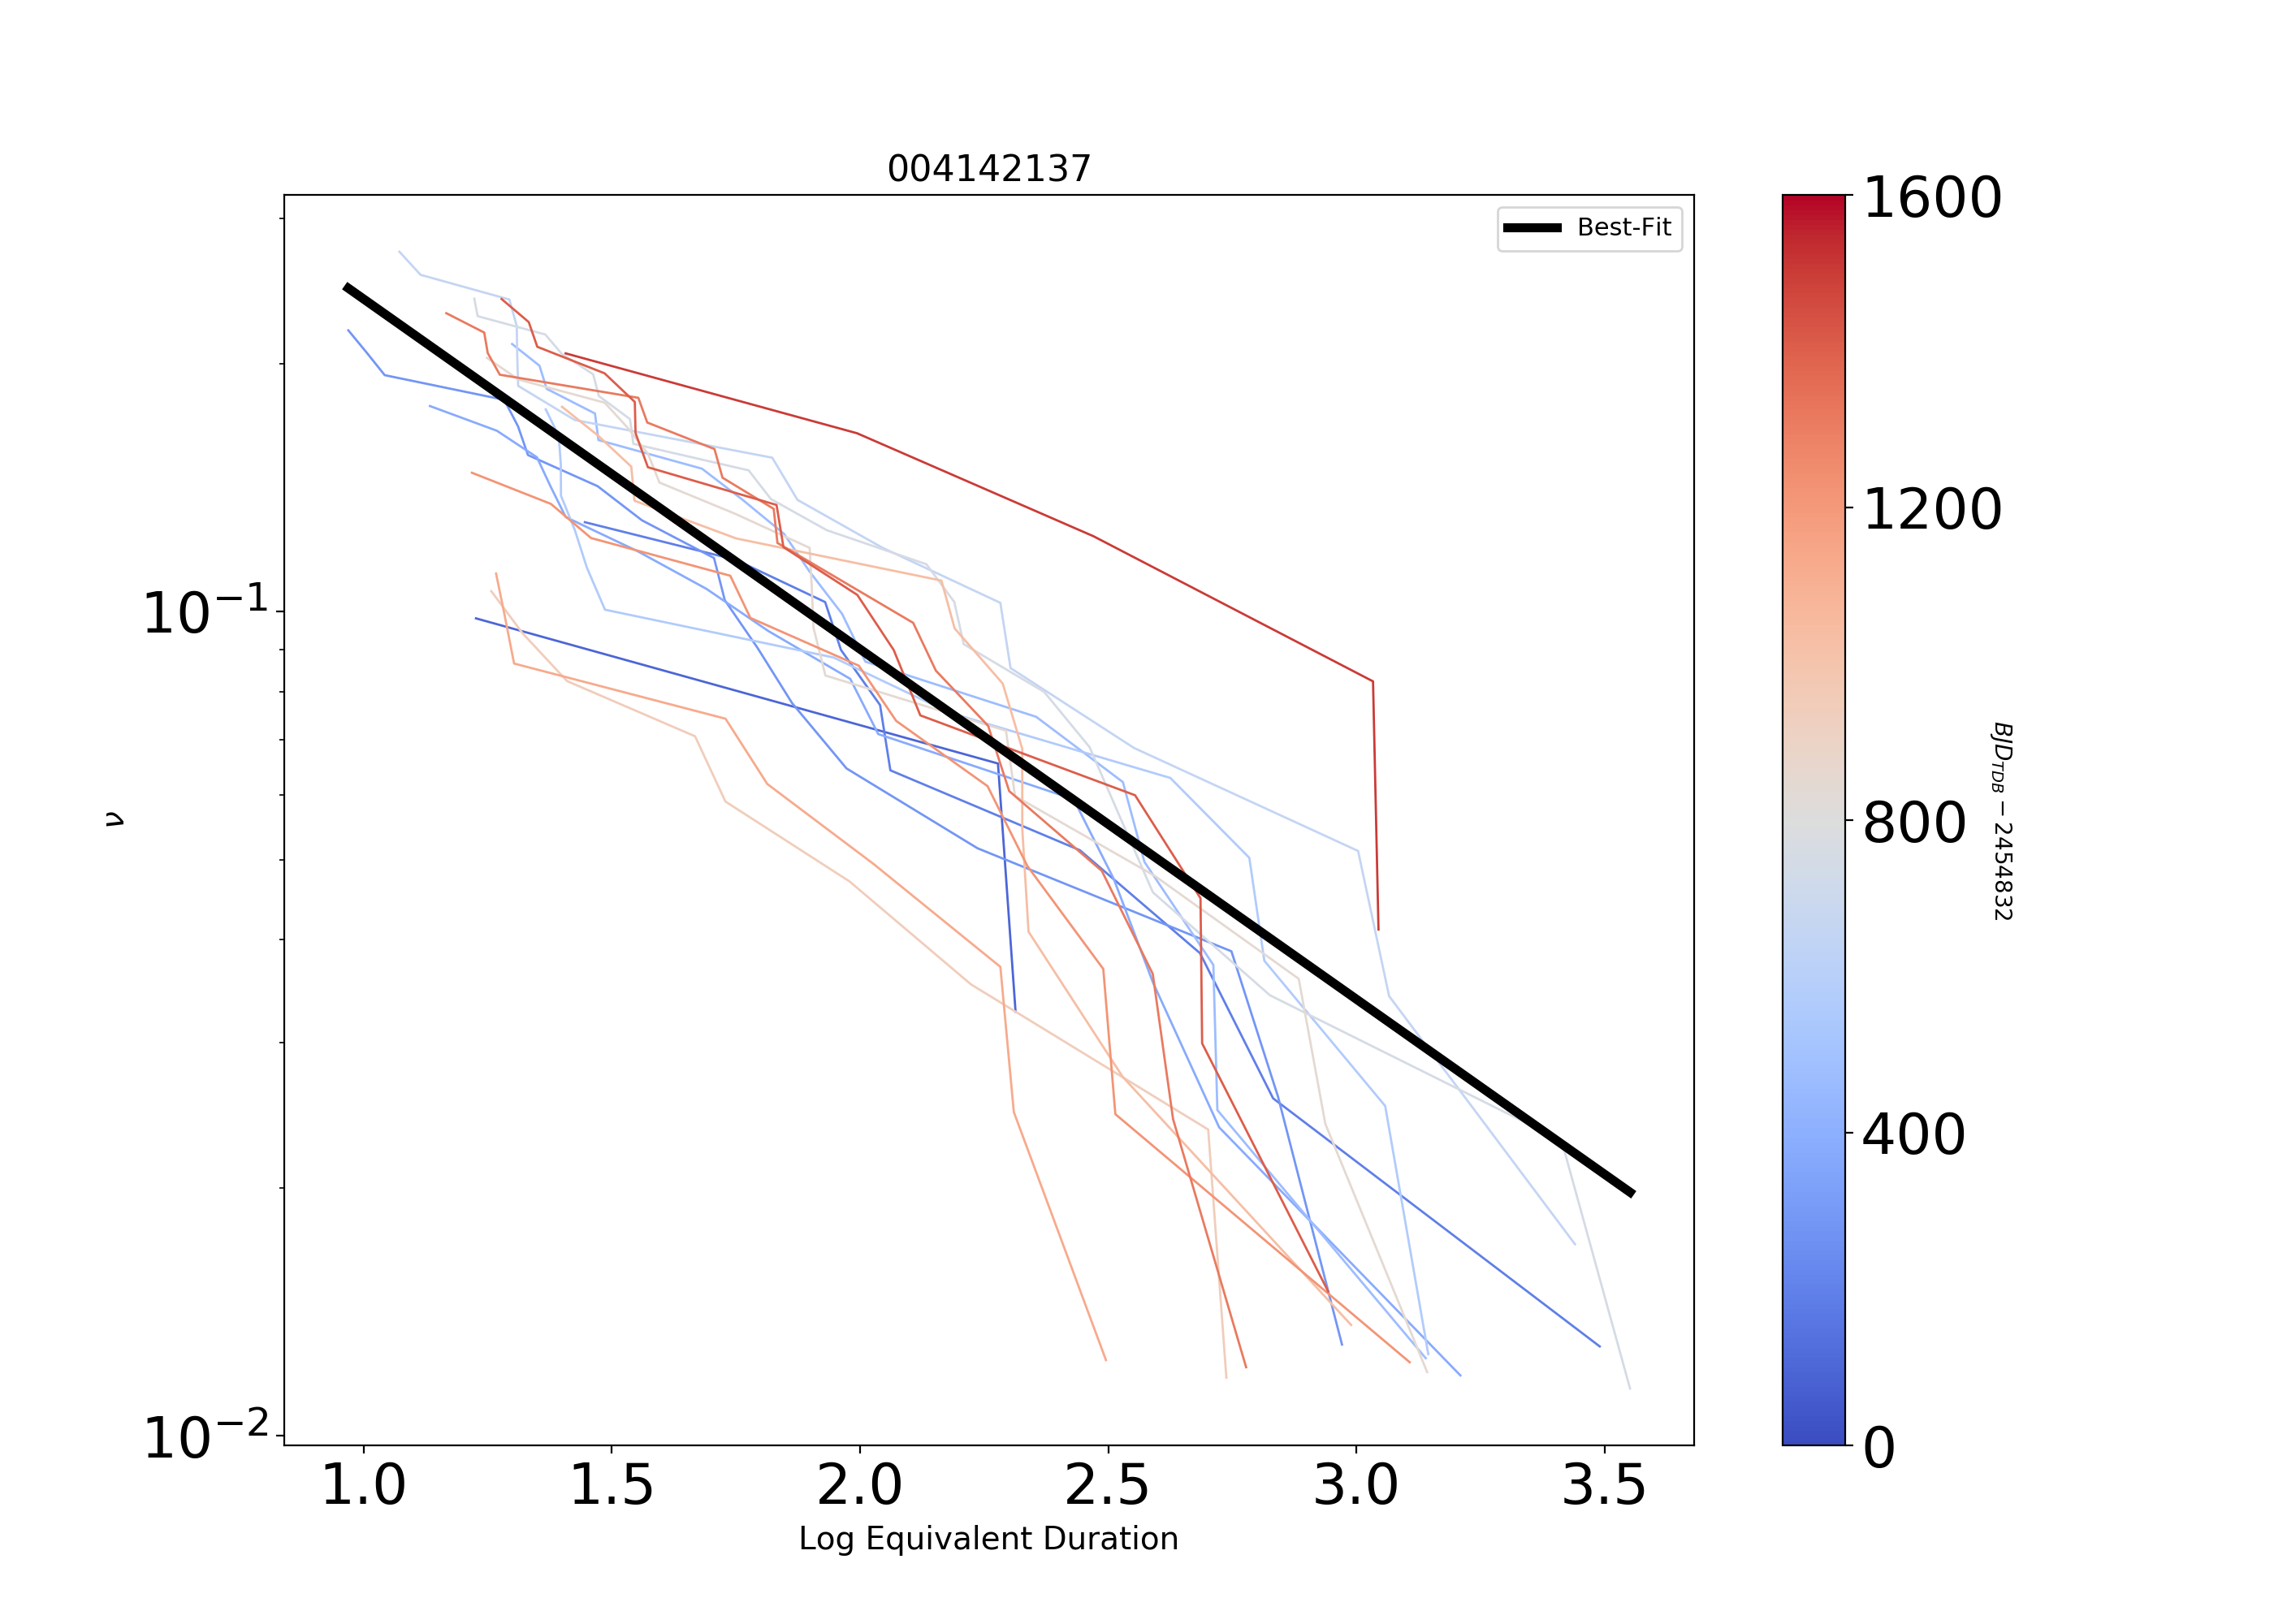 004142137
Best-Fit
10⁻¹
10⁻²
ν
1.0 1.5 2.0 2.5 3.0 3.5
Log Equivalent Duration
1600
1200
800
400
0
BJD_TDB − 2454832